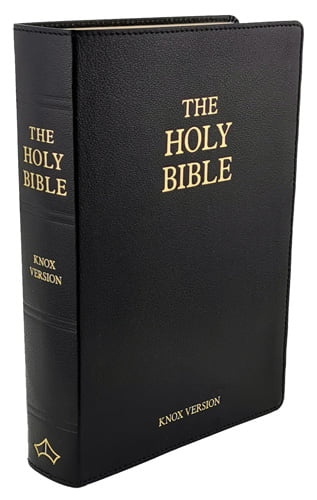 THE
HOLY
BIBLE
KNOX
VERSION
THE
HOLY
BIBLE
KNOX VERSION